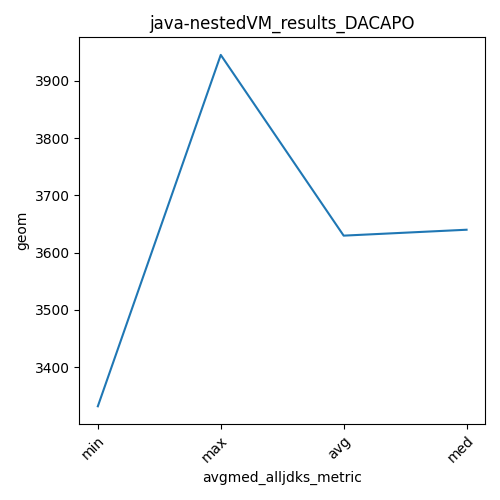 java-nestedVM_results_DACAPO
3900
3800
3700
3600
3500
3400
geom
min
max
avg
med
avgmed_alljdks_metric